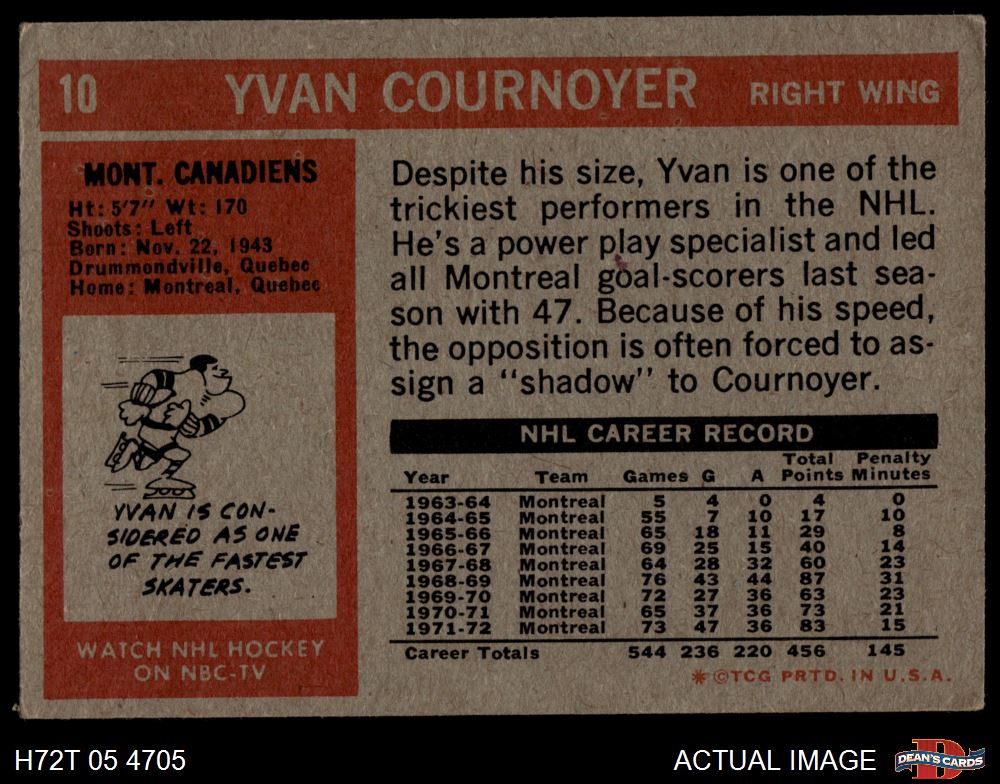 10 YVAN COURNOYER RIGHT WING
MONT. CANADIENS
Ht: 5'7" Wt: 170
Shoots: Left
Born: Nov. 22, 1943
Drummondville, Quebec
Home: Montreal, Quebec
YVAN IS CON-
SIDERED AS ONE
OF THE FASTEST
SKATERS.
WATCH NHL HOCKEY
ON NBC-TV
Despite his size, Yvan is one of the
trickiest performers in the NHL.
He's a power play specialist and led
all Montreal goal-scorers last sea-
son with 47. Because of his speed,
the opposition is often forced to as-
sign a "shadow" to Cournoyer.
NHL CAREER RECORD
Year Team Games G A Total Points Penalty Minutes
1963-64 Montreal 5 4 0 4 0
1964-65 Montreal 55 7 10 17 10
1965-66 Montreal 65 18 11 29 8
1966-67 Montreal 69 25 15 40 14
1967-68 Montreal 64 28 32 60 23
1968-69 Montreal 76 43 44 87 31
1969-70 Montreal 72 27 36 63 23
1970-71 Montreal 65 37 36 73 21
1971-72 Montreal 73 47 36 83 15
Career Totals 544 236 220 456 145
*©TCG PRTD. IN U.S.A.
H72T 05 4705 ACTUAL IMAGE DEAN'S CARDS